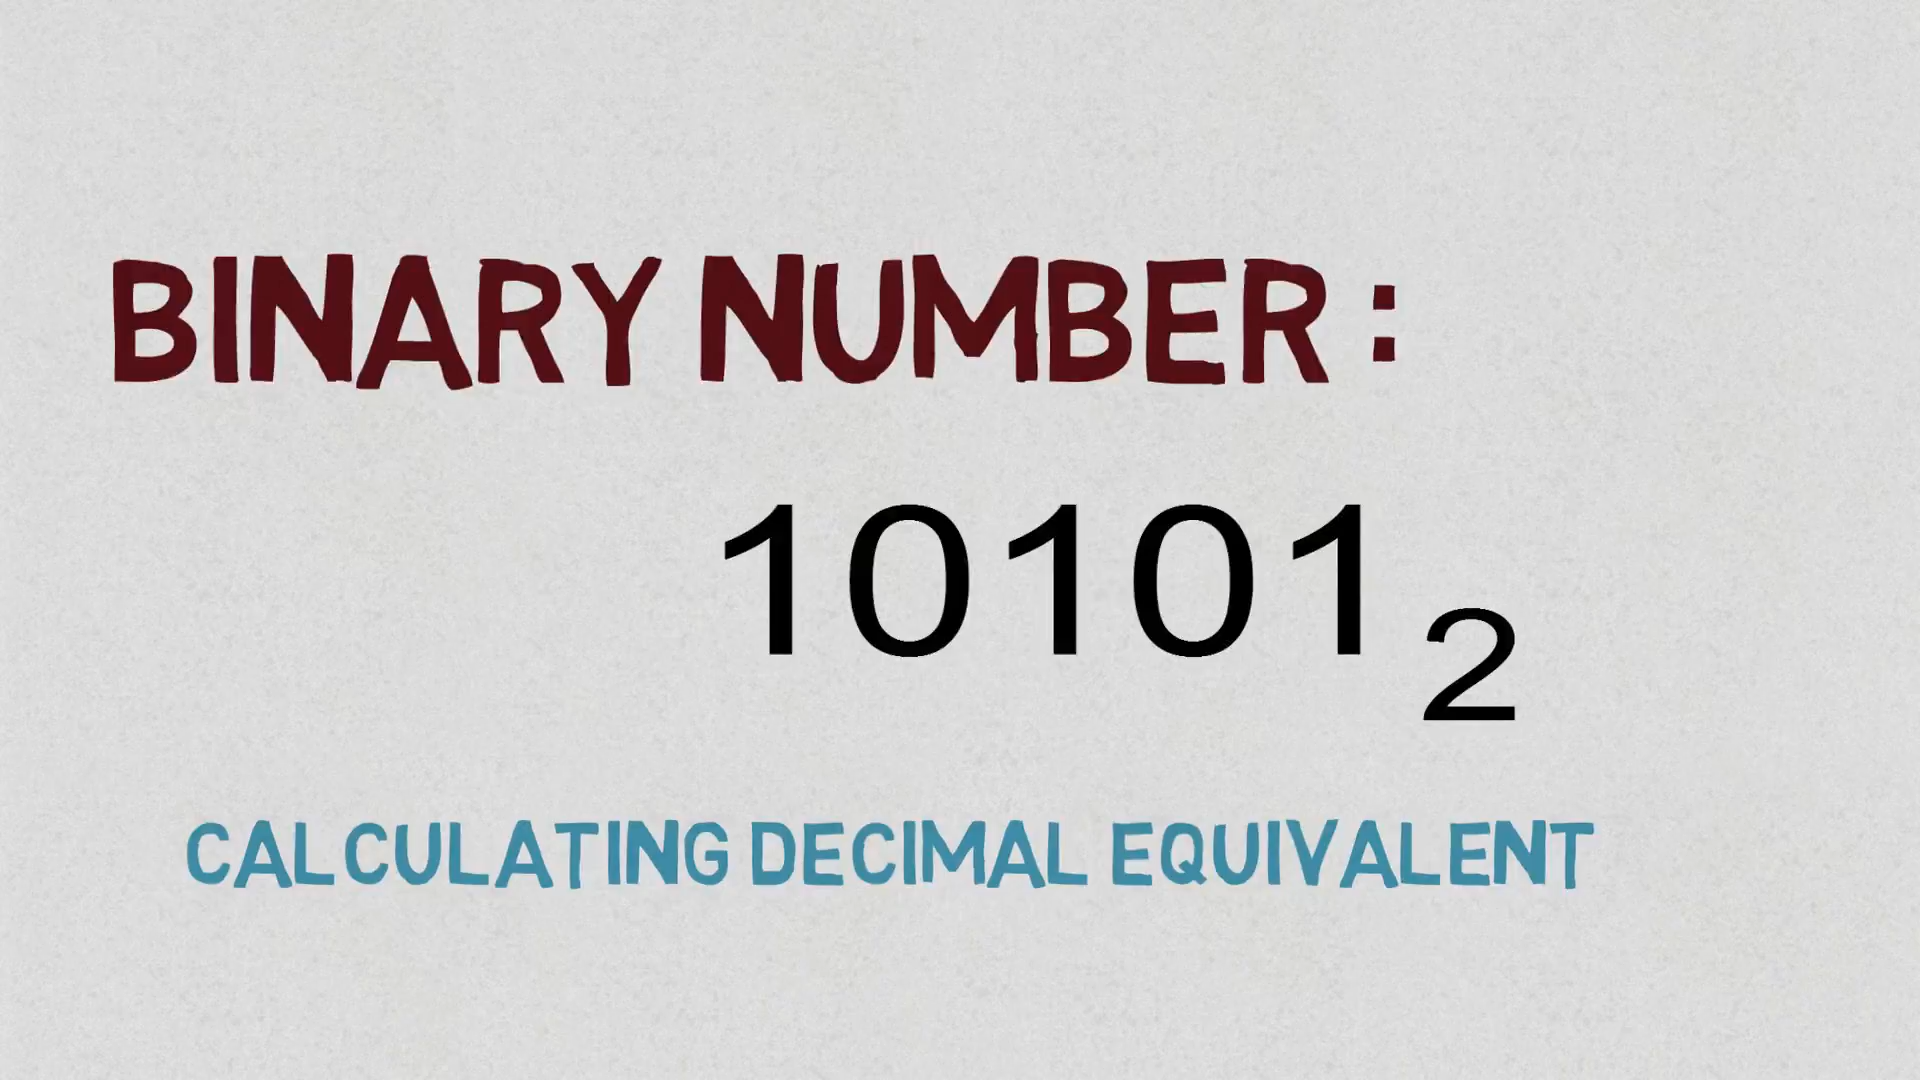 BINARY NUMBER :
10101₂
CALCULATING DECIMAL EQUIVALENT